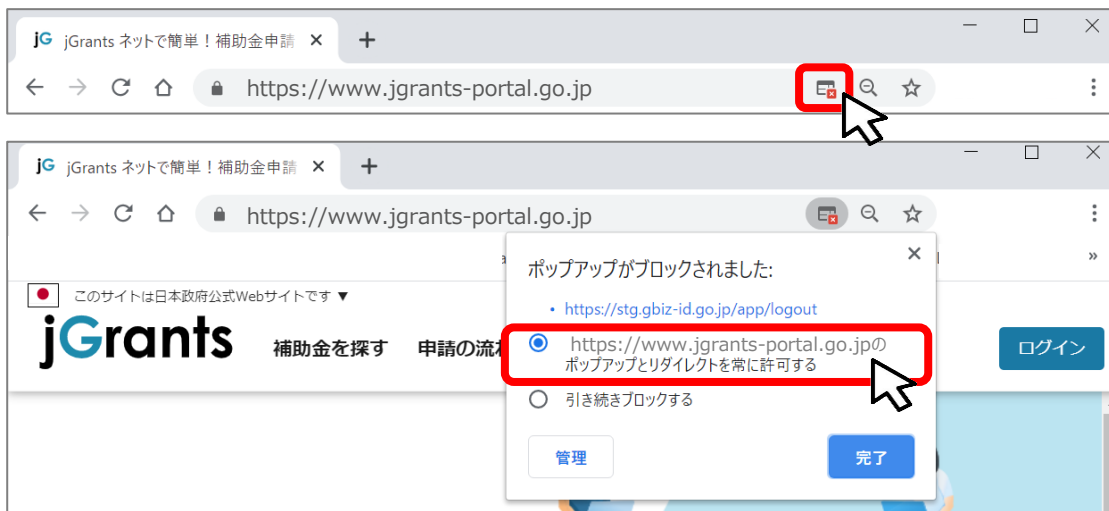 jG jGrants ネットで簡単!補助金申請
https://www.jgrants-portal.go.jp
jG jGrants ネットで簡単!補助金申請
https://www.jgrants-portal.go.jp
ポップアップがブロックされました:
• https://stg.gbiz-id.go.jp/app/logout
https://www.jgrants-portal.go.jpの
ポップアップとリダイレクトを常に許可する
引き続きブロックする
管理 完了
このサイトは日本政府公式Webサイトです ▼
jGrants 補助金を探す 申請の流 ログイン